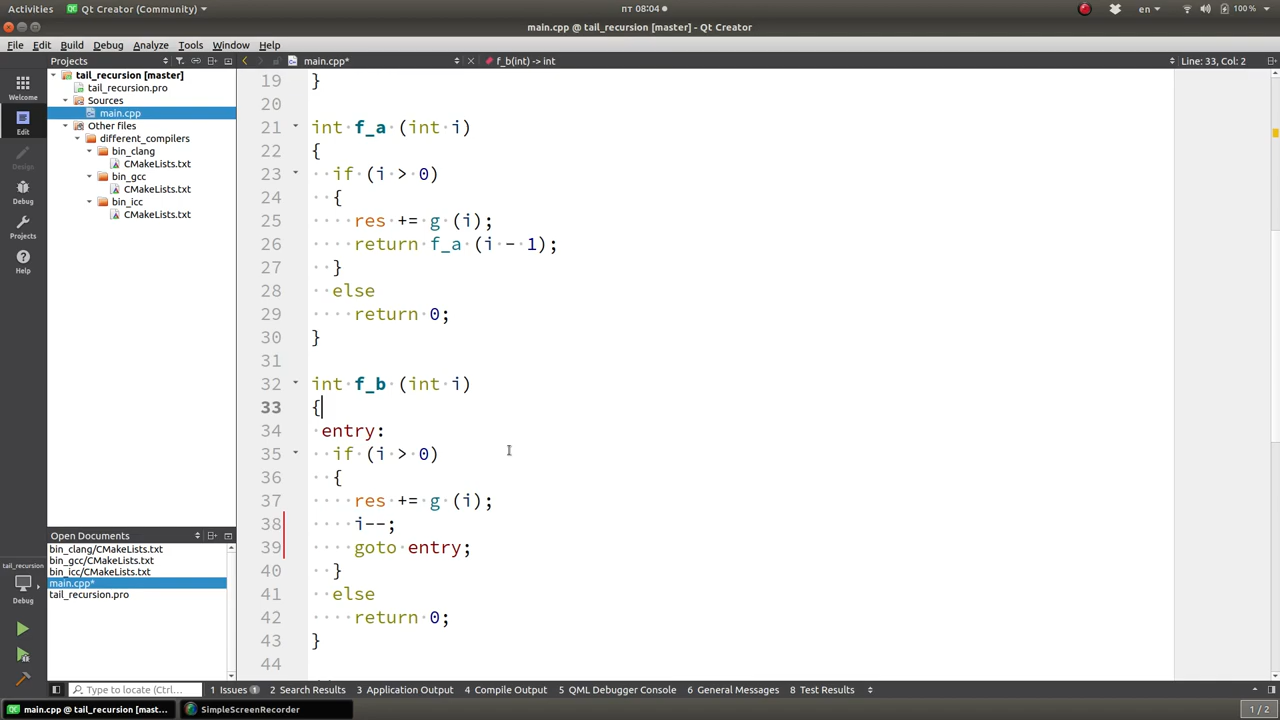 Activities Qt Creator (Community) пт 08:04 en 100 %
main.cpp @ tail_recursion [master] - Qt Creator
File Edit Build Debug Analyze Tools Window Help
Projects main.cpp* f_b(int) -> int Line: 33, Col: 2
Welcome
Edit
Design
Debug
Projects
Help
tail_recursion
Debug
tail_recursion [master]
tail_recursion.pro
Sources
main.cpp
Other files
different_compilers
bin_clang
CMakeLists.txt
bin_gcc
CMakeLists.txt
bin_icc
CMakeLists.txt
Open Documents
bin_clang/CMakeLists.txt
bin_gcc/CMakeLists.txt
bin_icc/CMakeLists.txt
main.cpp*
tail_recursion.pro
19 }
20
21 int f_a (int i)
22 {
23 if (i > 0)
24 {
25 res += g (i);
26 return f_a (i - 1);
27 }
28 else
29 return 0;
30 }
31
32 int f_b (int i)
33 {
34 entry:
35 if (i > 0)
36 {
37 res += g (i);
38 i--;
39 goto entry;
40 }
41 else
42 return 0;
43 }
44
Type to locate (Ctrl+... 1 Issues 1 2 Search Results 3 Application Output 4 Compile Output 5 QML Debugger Console 6 General Messages 8 Test Results
main.cpp @ tail_recursion [mast... SimpleScreenRecorder 1 / 2